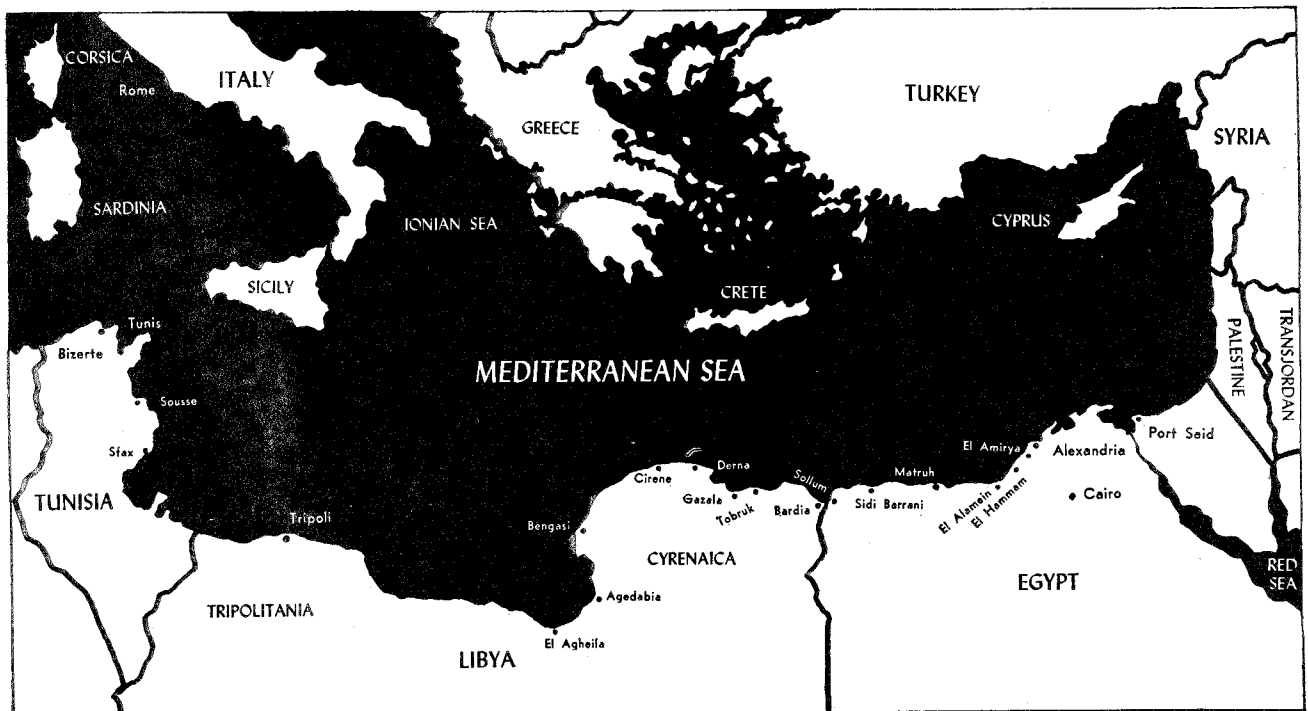 CORSICA
Rome
ITALY
GREECE
TURKEY
SYRIA
SARDINIA
IONIAN SEA
CYPRUS
SICILY
CRETE
Tunis
Bizerte
MEDITERRANEAN SEA
PALESTINE
TRANSJORDAN
Sousse
Sfax
TUNISIA
Tripoli
TRIPOLITANIA
Bengasi
Cirene
Derna
Gazala
Tobruk
Bardia
Sollum
Sidi Barrani
Matruh
El Amirya
El Alamein
El Hammam
Alexandria
Port Said
Cairo
CYRENAICA
EGYPT
RED
SEA
Agedabia
El Agheila
LIBYA